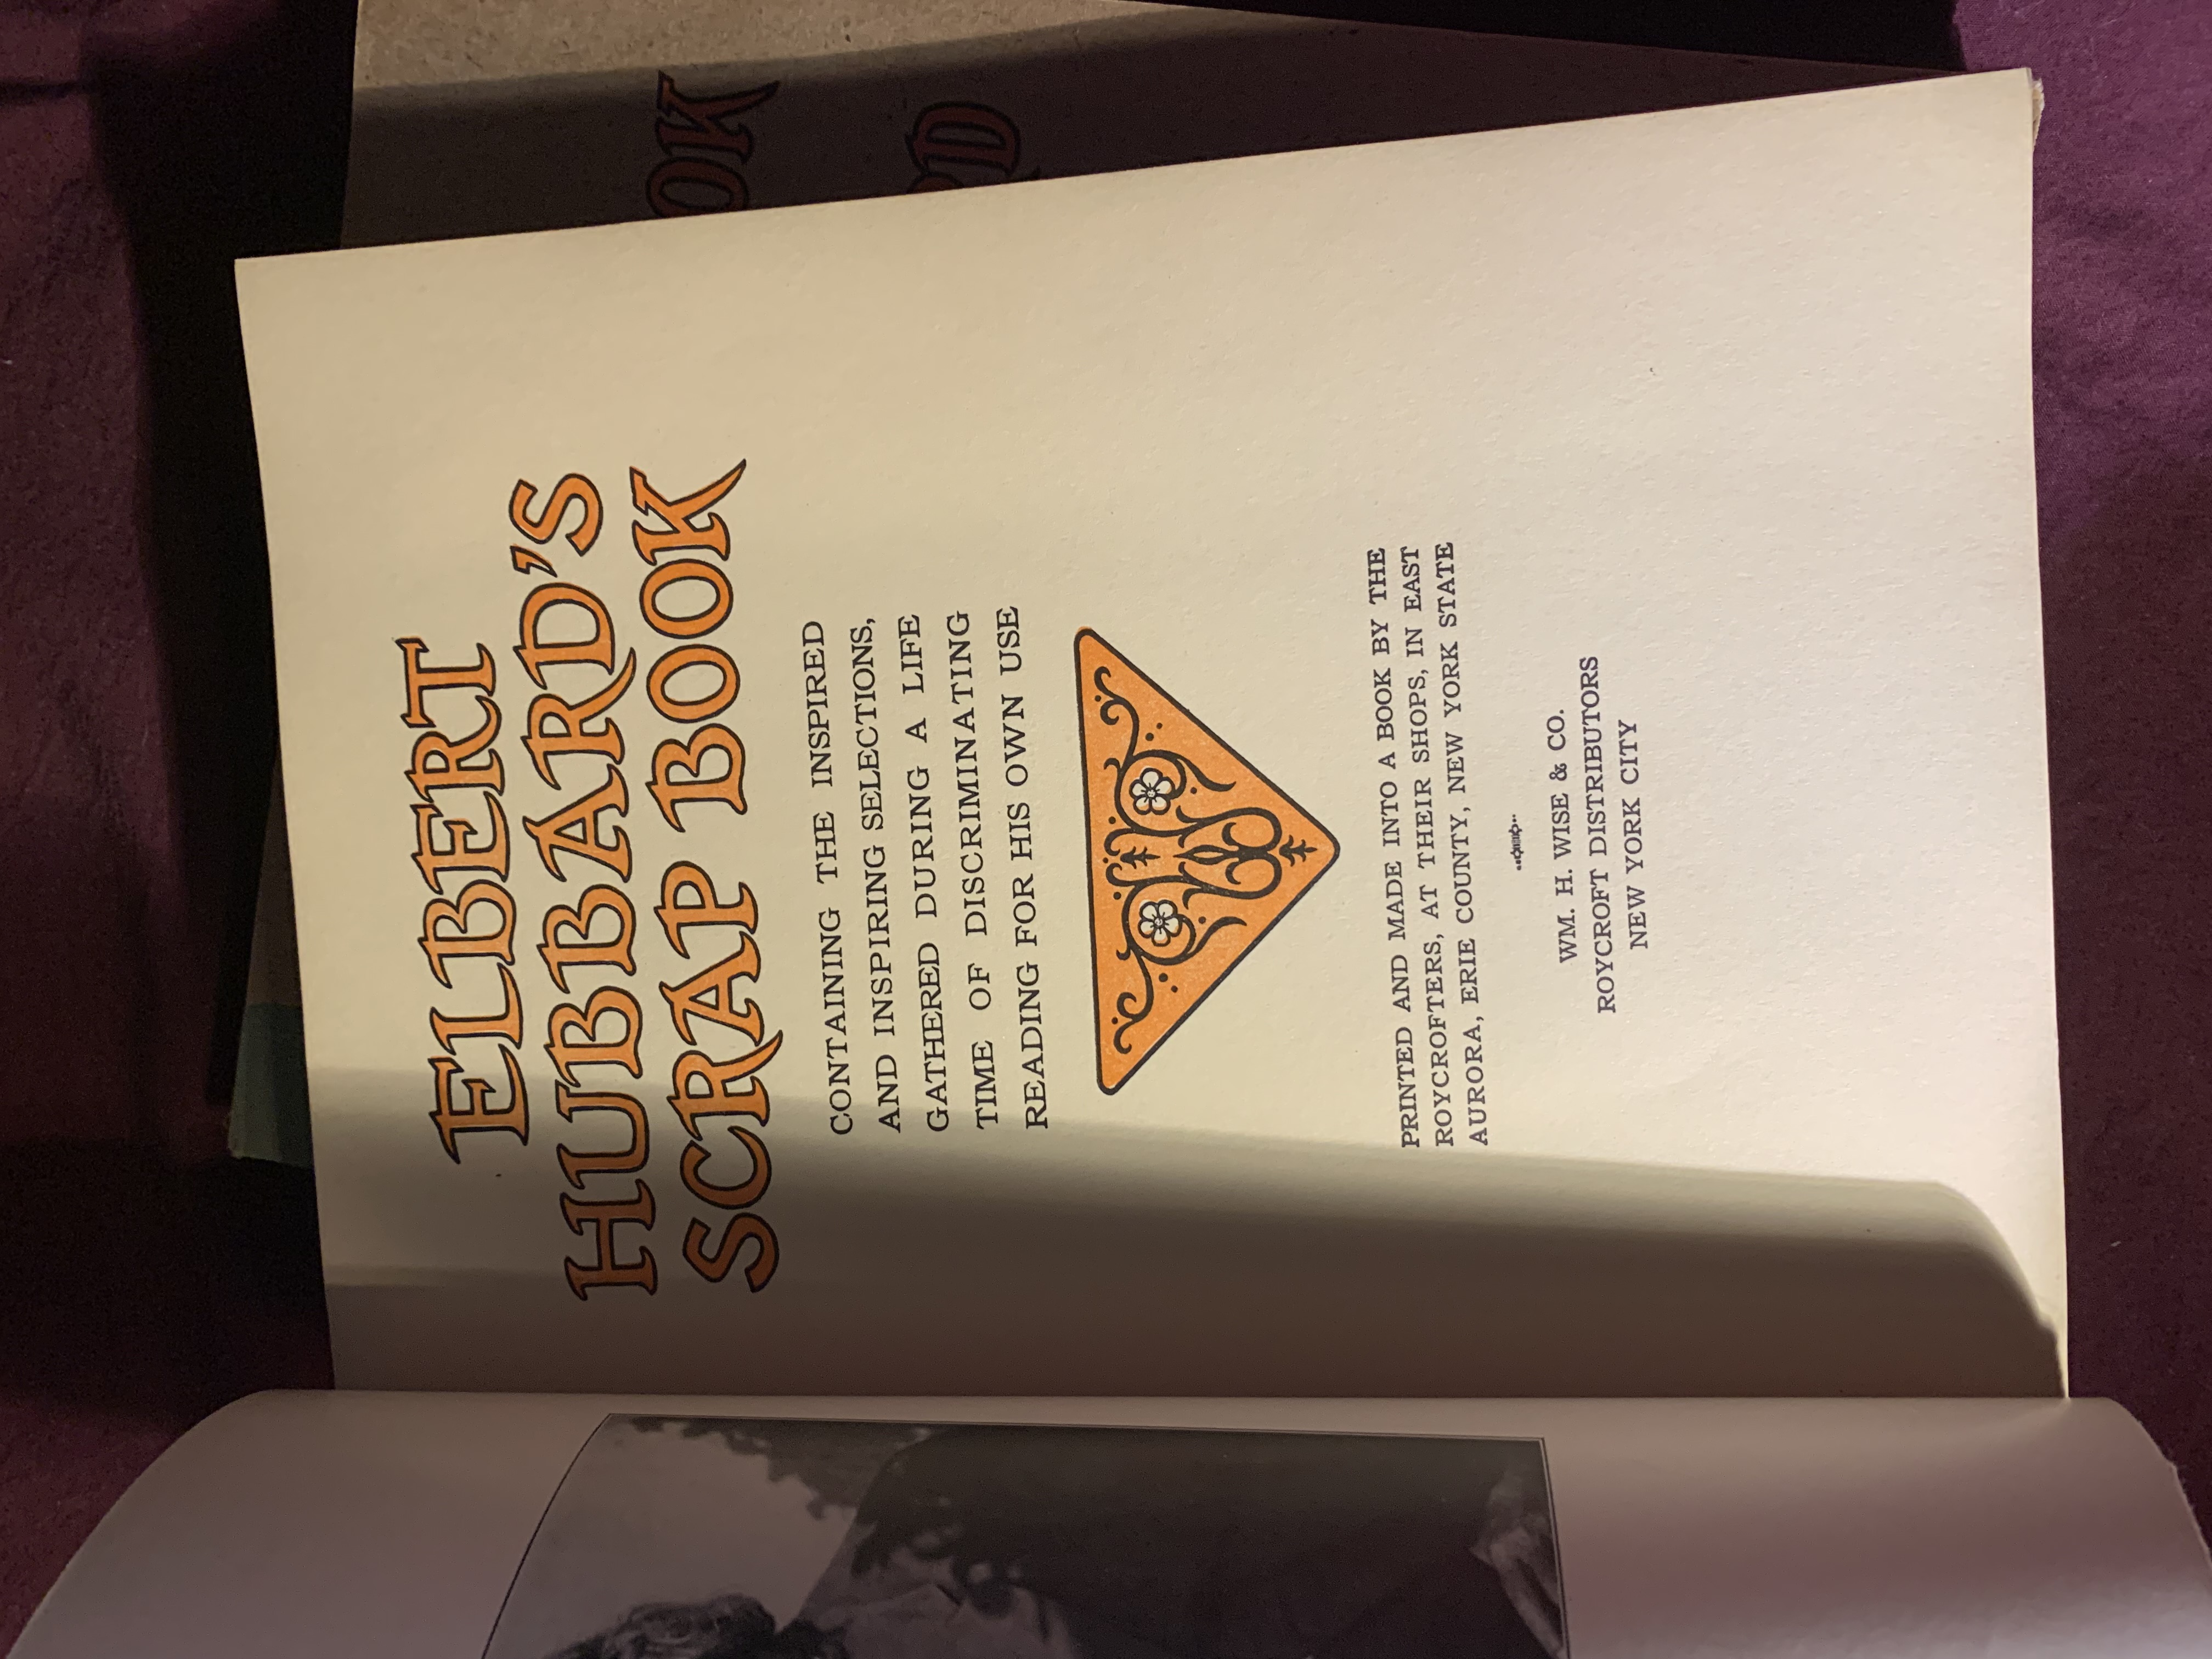 ELBERT
HUBBARD'S
SCRAP BOOK
CONTAINING THE INSPIRED
AND INSPIRING SELECTIONS,
GATHERED DURING A LIFE
TIME OF DISCRIMINATING
READING FOR HIS OWN USE
PRINTED AND MADE INTO A BOOK BY THE
ROYCROFTERS, AT THEIR SHOPS, IN EAST
AURORA, ERIE COUNTY, NEW YORK STATE
WM. H. WISE & CO.
ROYCROFT DISTRIBUTORS
NEW YORK CITY
OK
RD